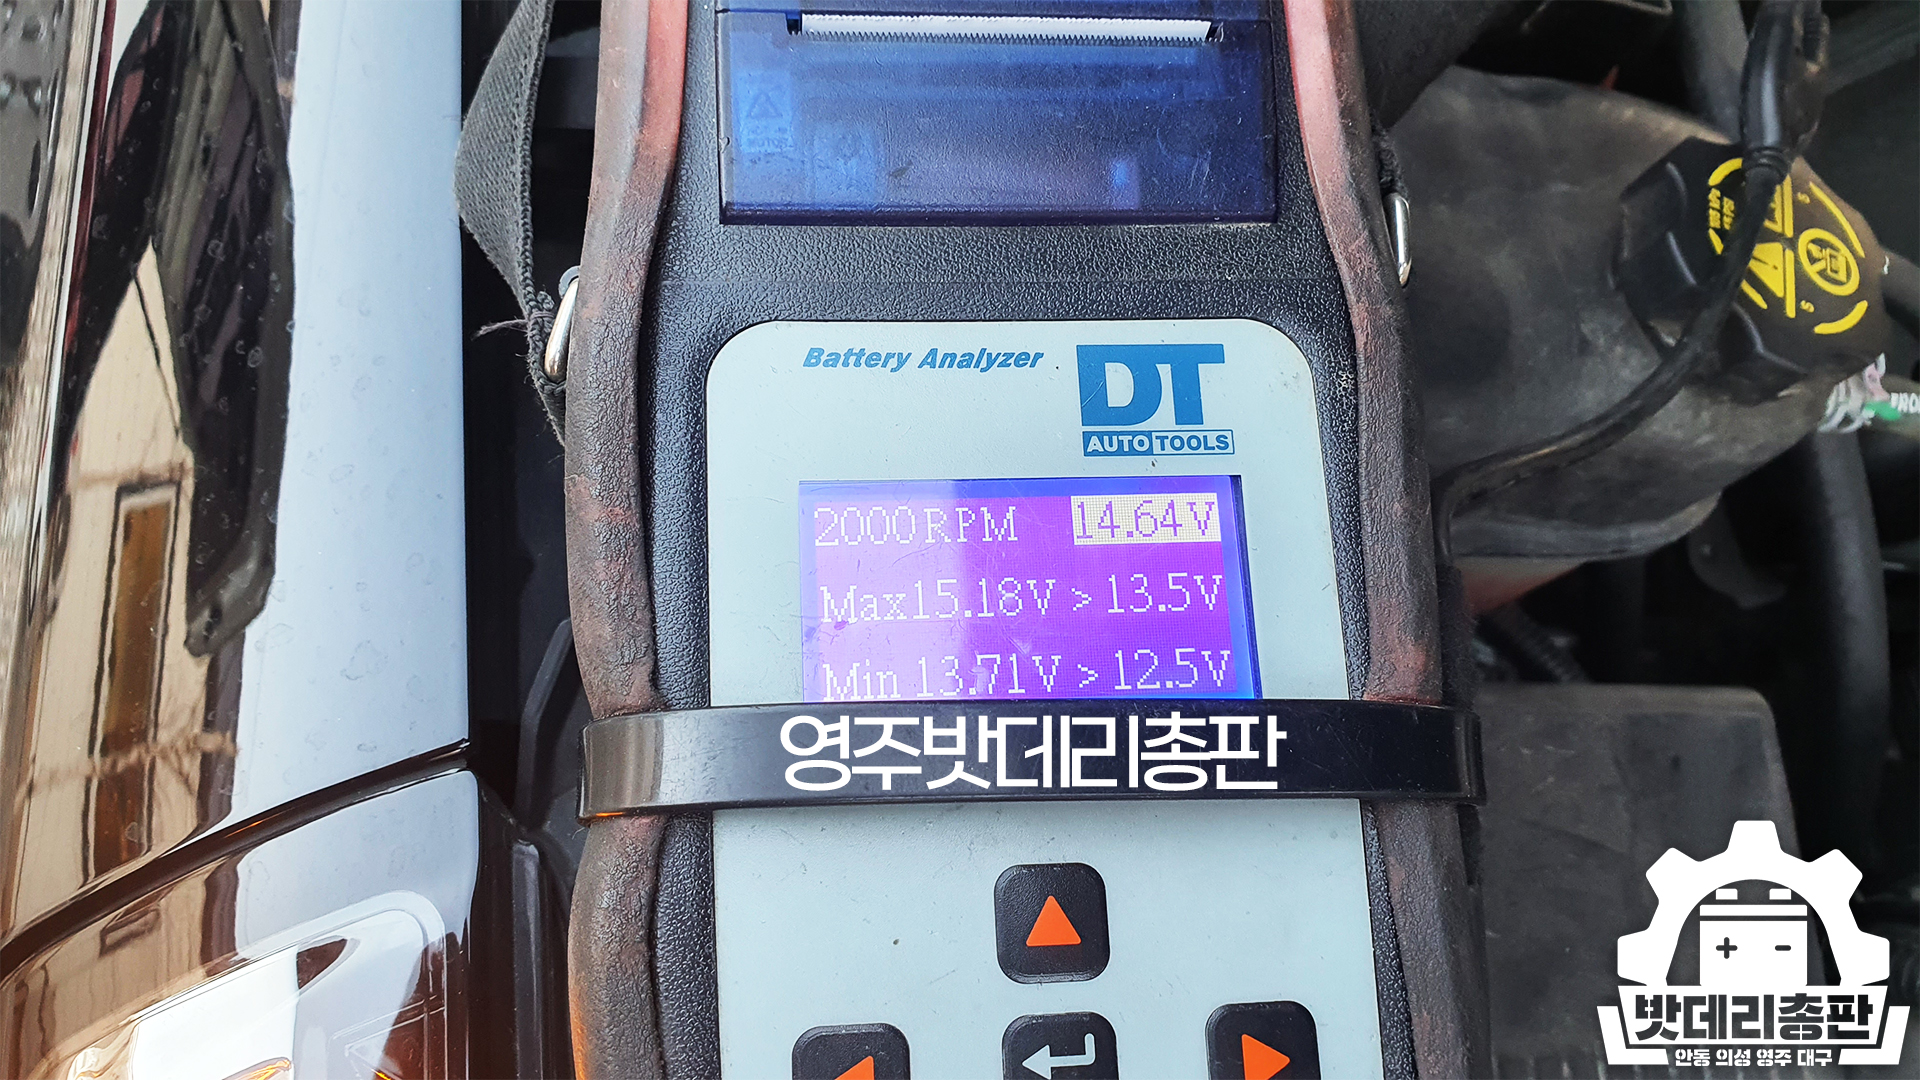 Battery Analyzer
DT
AUTO TOOLS
2000RPM 14.64V
Max15.18V > 13.5V
Min 13.71V > 12.5V
영주밧데리총판
밧데리총판
안동 의성 영주 대구